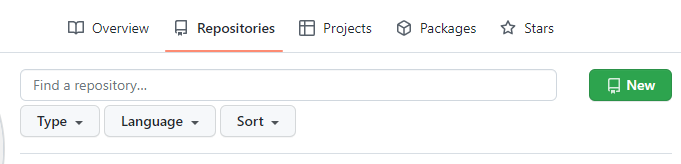 Overview Repositories Projects Packages Stars
Find a repository... New
Type Language Sort